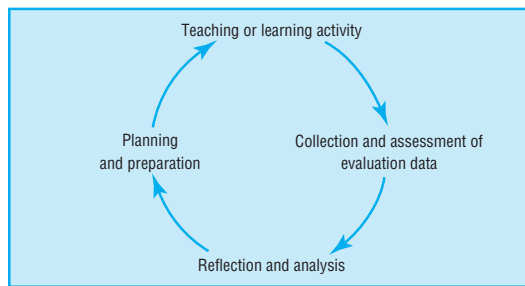 Teaching or learning activity
Planning
and preparation
Collection and assessment of
evaluation data
Reflection and analysis